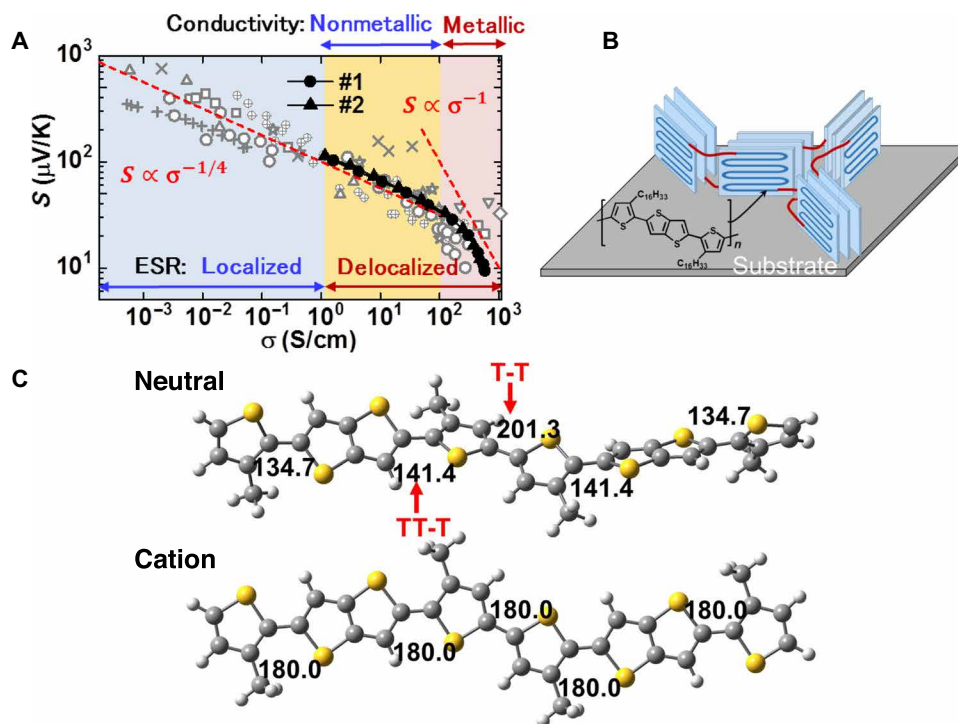 Conductivity: Nonmetallic Metallic
A
B
10³
10²
10¹
S (μV/K)
#1
#2
S ∝ σ⁻¹
S ∝ σ⁻¹/⁴
ESR: Localized Delocalized
10⁻³ 10⁻² 10⁻¹ 10⁰ 10¹ 10² 10³
σ (S/cm)
C₁₆H₃₃
S
S
S
S
n
C₁₆H₃₃
Substrate
C
Neutral
T-T
201.3
134.7
134.7
141.4
141.4
TT-T
Cation
180.0
180.0
180.0
180.0
180.0